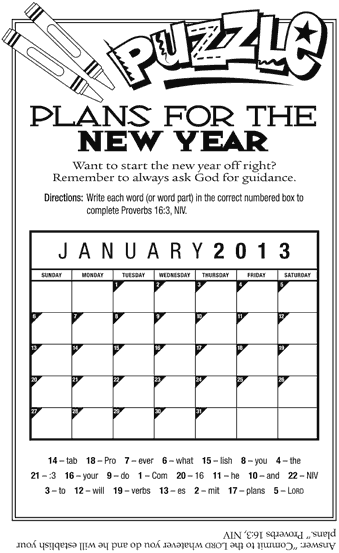 PUZZLE
PLANS FOR THE
NEW YEAR
Want to start the new year off right?
Remember to always ask God for guidance.
Directions: Write each word (or word part) in the correct numbered box to
complete Proverbs 16:3, NIV.
JANUARY 2013
SUNDAY MONDAY TUESDAY WEDNESDAY THURSDAY FRIDAY SATURDAY
1 2 3 4 5
6 7 8 9 10 11 12
13 14 15 16 17 18 19
20 21 22 23 24 25 26
27 28 29 30 31
14 – tab 18 – Pro 7 – ever 6 – what 15 – lish 8 – you 4 – the
21 – :3 16 – your 9 – do 1 – Com 20 – 16 11 – he 10 – and 22 – NIV
3 – to 12 – will 19 – verbs 13 – es 2 – mit 17 – plans 5 – LORD
Answer: "Commit to the LORD whatever you do and he will establish your
plans." Proverbs 16:3, NIV